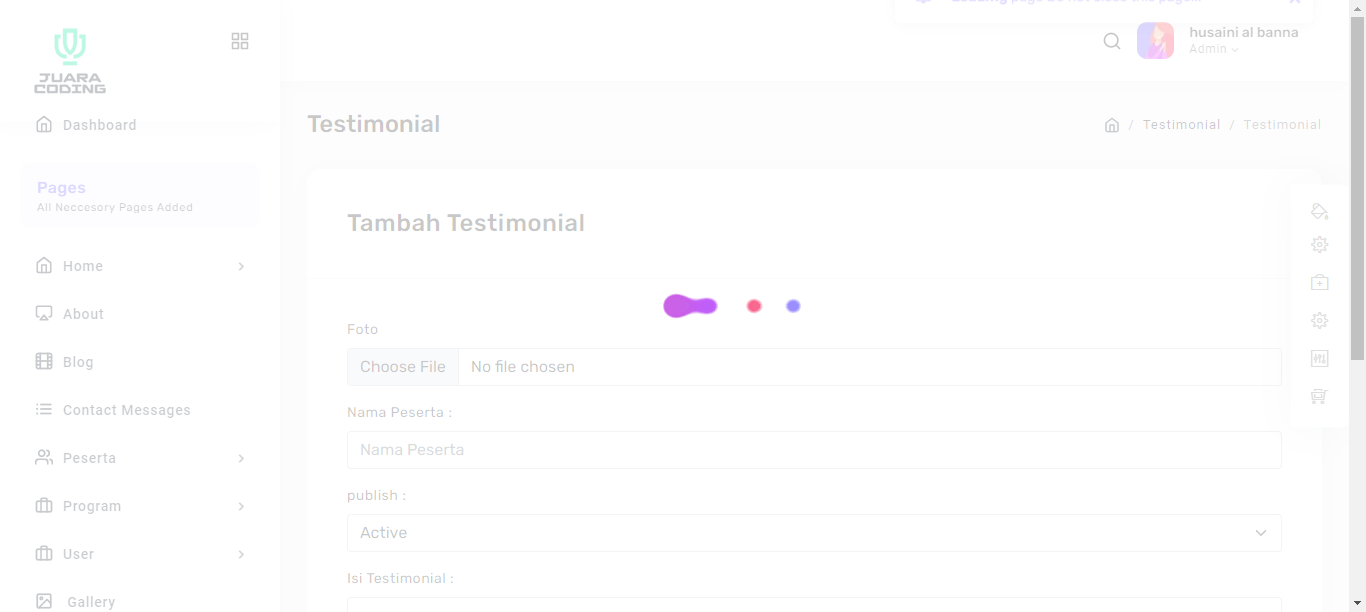 Loading page Do not close this page...
JUARA
CODING
husaini al banna
Admin
Dashboard
Testimonial
/ Testimonial / Testimonial
Pages
All Neccesory Pages Added
Tambah Testimonial
Home
About
Foto
Blog
Choose File No file chosen
Contact Messages
Nama Peserta :
Nama Peserta
Peserta
publish :
Program
Active
User
Isi Testimonial :
Gallery